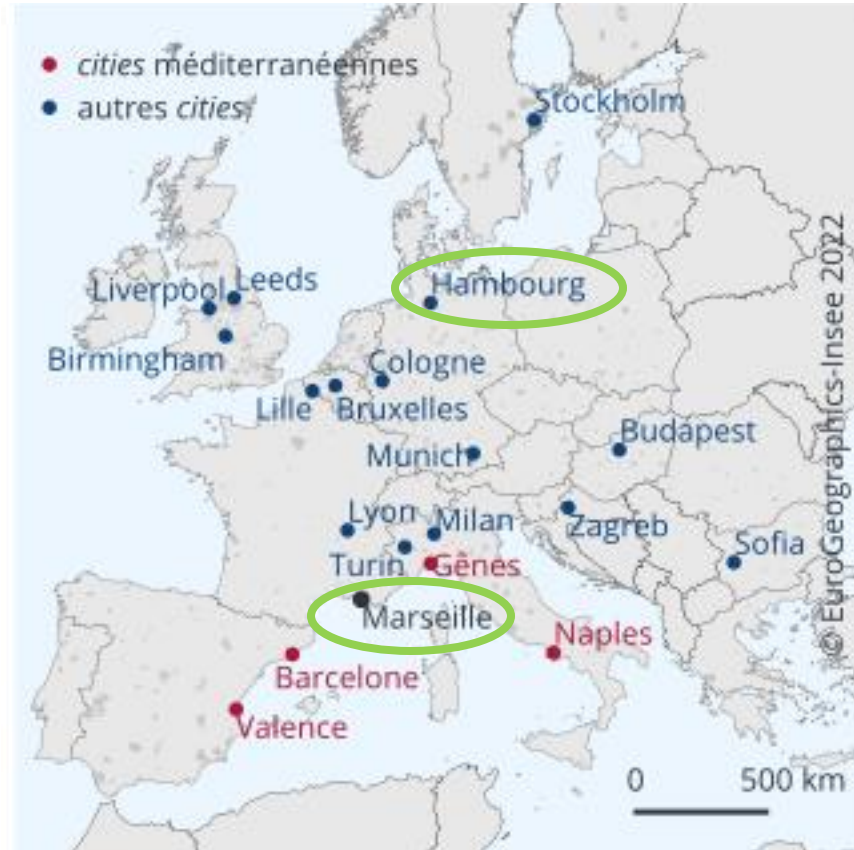 cities méditerranéennes
autres cities
Stockholm
Hambourg
Leeds
Liverpool
Birmingham
Cologne
Lille
Bruxelles
Munich
Budapest
Lyon
Milan
Zagreb
Turin
Gênes
Sofia
Marseille
Naples
Barcelone
Valence
0 500 km
© EuroGeographics-Insee 2022